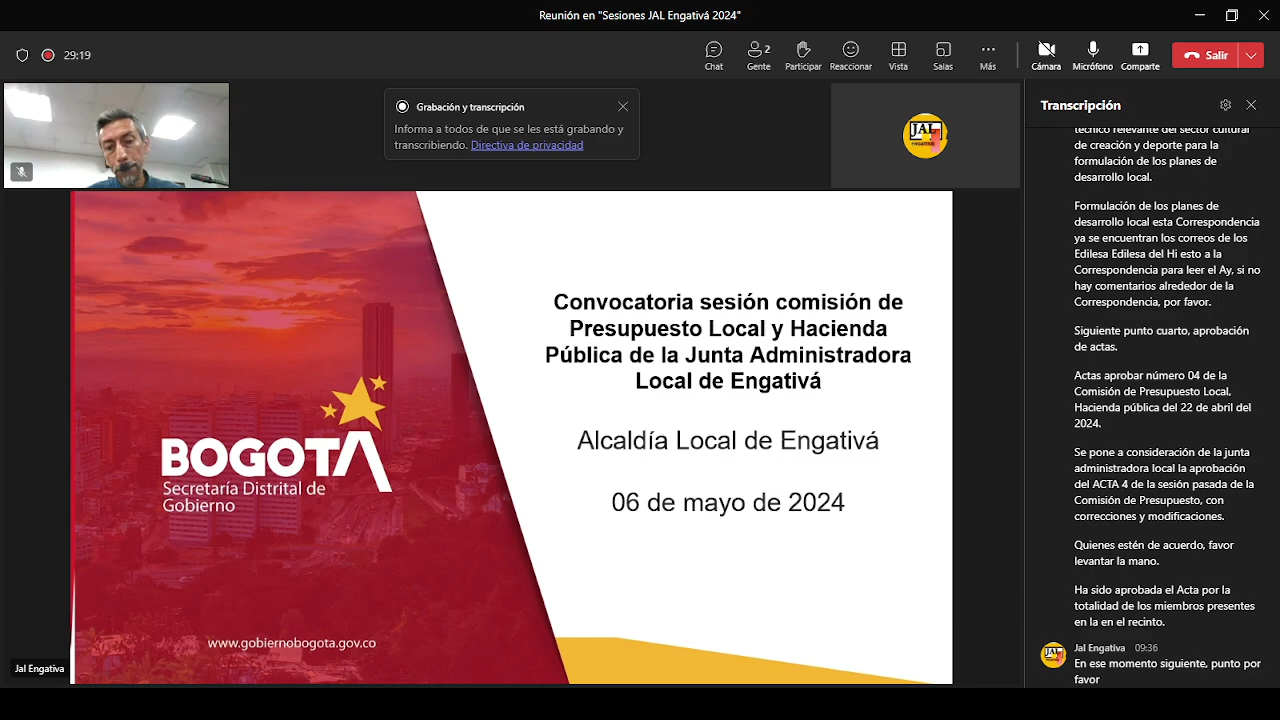 Reunión en "Sesiones JAL Engativá 2024"
29:19
Chat
Gente
2
Participar
Reaccionar
Vista
Salas
Más
Cámara
Micrófono
Comparte
Salir
Grabación y transcripción
Informa a todos de que se les está grabando y
transcribiendo. Directiva de privacidad
JAL
ENGATIVÁ
BOGOTA
Secretaría Distrital de
Gobierno
www.gobiernobogota.gov.co
Convocatoria sesión comisión de
Presupuesto Local y Hacienda
Pública de la Junta Administradora
Local de Engativá
Alcaldía Local de Engativá
06 de mayo de 2024
Jal Engativa
Transcripción
técnico relevante del sector cultural
de creación y deporte para la
formulación de los planes de
desarrollo local.
Formulación de los planes de
desarrollo local esta Correspondencia
ya se encuentran los correos de los
Edilesa Edilesa del Hi esto a la
Correspondencia para leer el Ay, si no
hay comentarios alrededor de la
Correspondencia, por favor.
Siguiente punto cuarto, aprobación
de actas.
Actas aprobar número 04 de la
Comisión de Presupuesto Local.
Hacienda pública del 22 de abril del
2024.
Se pone a consideración de la junta
administradora local la aprobación
del ACTA 4 de la sesión pasada de la
Comisión de Presupuesto, con
correcciones y modificaciones.
Quienes estén de acuerdo, favor
levantar la mano.
Ha sido aprobada el Acta por la
totalidad de los miembros presentes
en la en el recinto.
JAL
Jal Engativa 09:36
En ese momento siguiente, punto por
favor